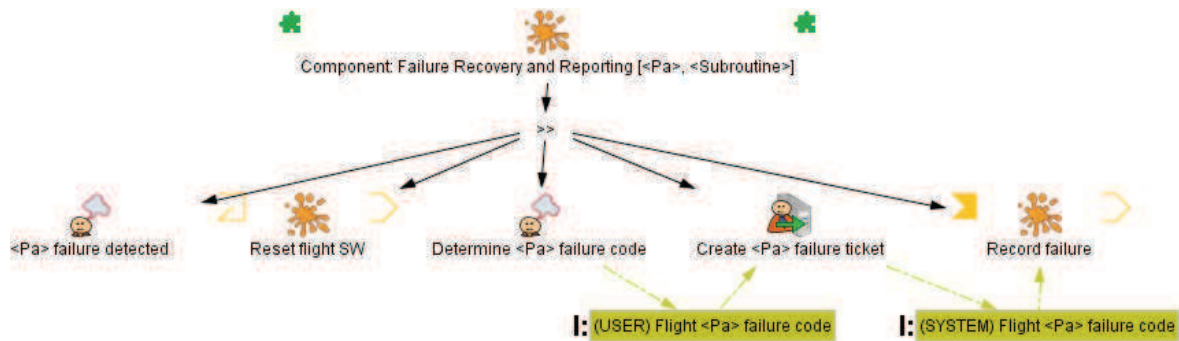 Component: Failure Recovery and Reporting [<Pa>, <Subroutine>]
>>
<Pa> failure detected
Reset flight SW
Determine <Pa> failure code
Create <Pa> failure ticket
Record failure
I: (USER) Flight <Pa> failure code
I: (SYSTEM) Flight <Pa> failure code